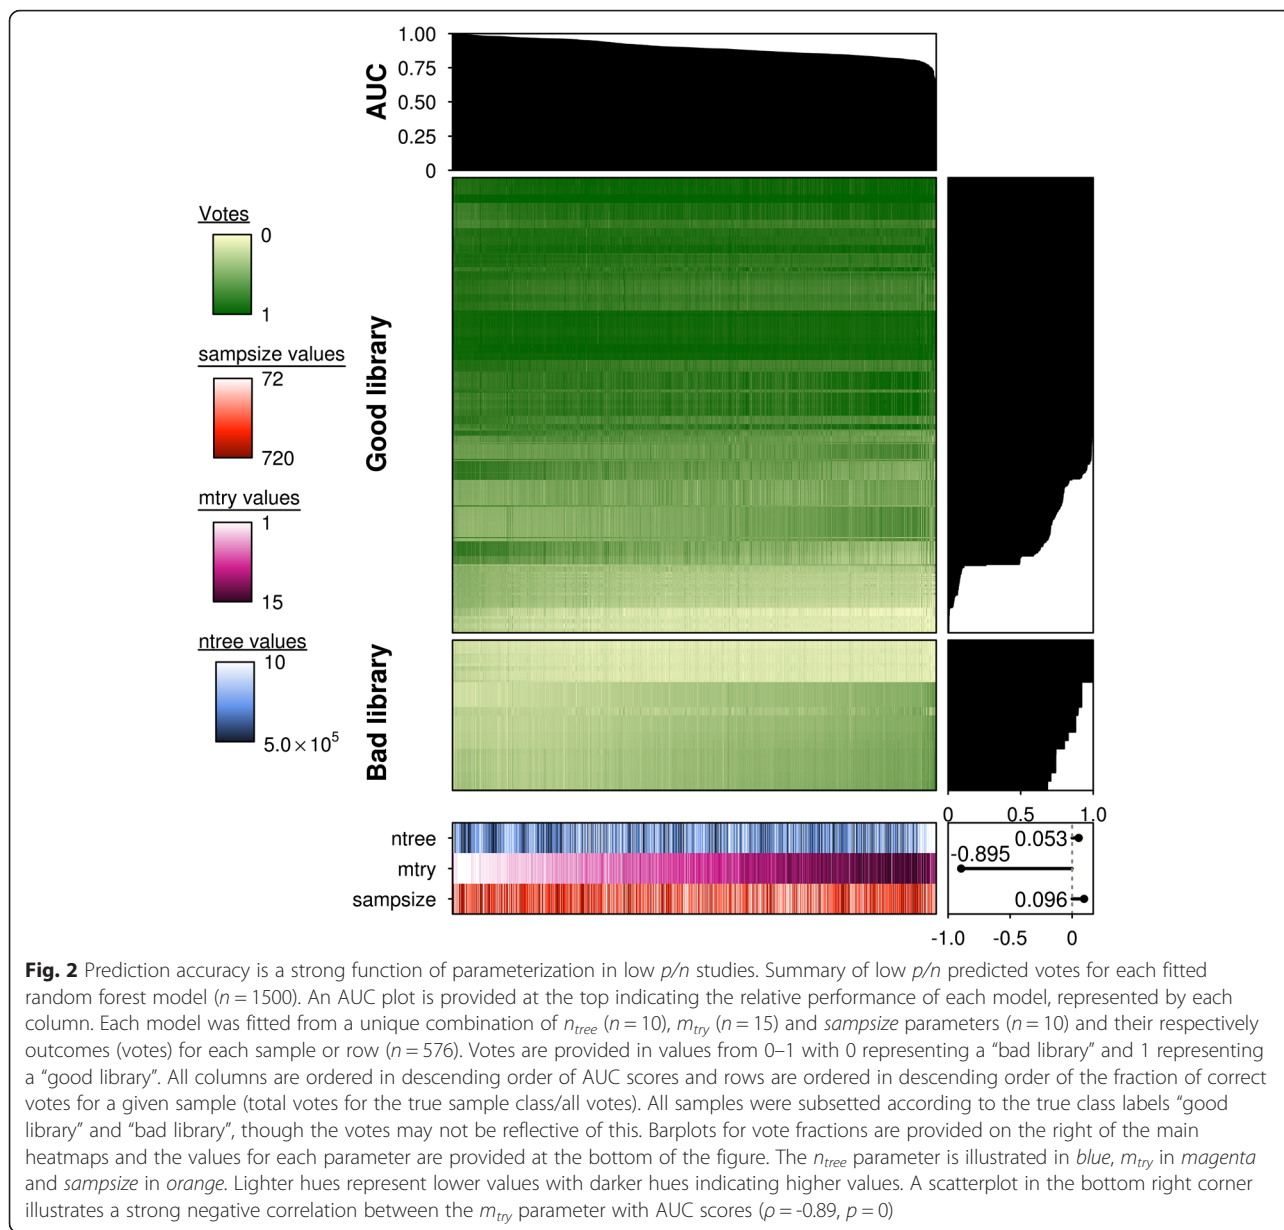 AUC
1.00
0.75
0.50
0.25
0
Votes
0
1
sampsize values
72
720
mtry values
1
15
ntree values
10
5.0×10⁵
Good library
Bad library
0 0.5 1.0
ntree
mtry
sampsize
0.053
-0.895
0.096
-1.0 -0.5 0
Fig. 2 Prediction accuracy is a strong function of parameterization in low p/n studies. Summary of low p/n predicted votes for each fitted
random forest model (n = 1500). An AUC plot is provided at the top indicating the relative performance of each model, represented by each
column. Each model was fitted from a unique combination of ntree (n = 10), mtry (n = 15) and sampsize parameters (n = 10) and their respectively
outcomes (votes) for each sample or row (n = 576). Votes are provided in values from 0–1 with 0 representing a “bad library” and 1 representing
a “good library”. All columns are ordered in descending order of AUC scores and rows are ordered in descending order of the fraction of correct
votes for a given sample (total votes for the true sample class/all votes). All samples were subsetted according to the true class labels “good
library” and “bad library”, though the votes may not be reflective of this. Barplots for vote fractions are provided on the right of the main
heatmaps and the values for each parameter are provided at the bottom of the figure. The ntree parameter is illustrated in blue, mtry in magenta
and sampsize in orange. Lighter hues represent lower values with darker hues indicating higher values. A scatterplot in the bottom right corner
illustrates a strong negative correlation between the mtry parameter with AUC scores (ρ = -0.89, p = 0)